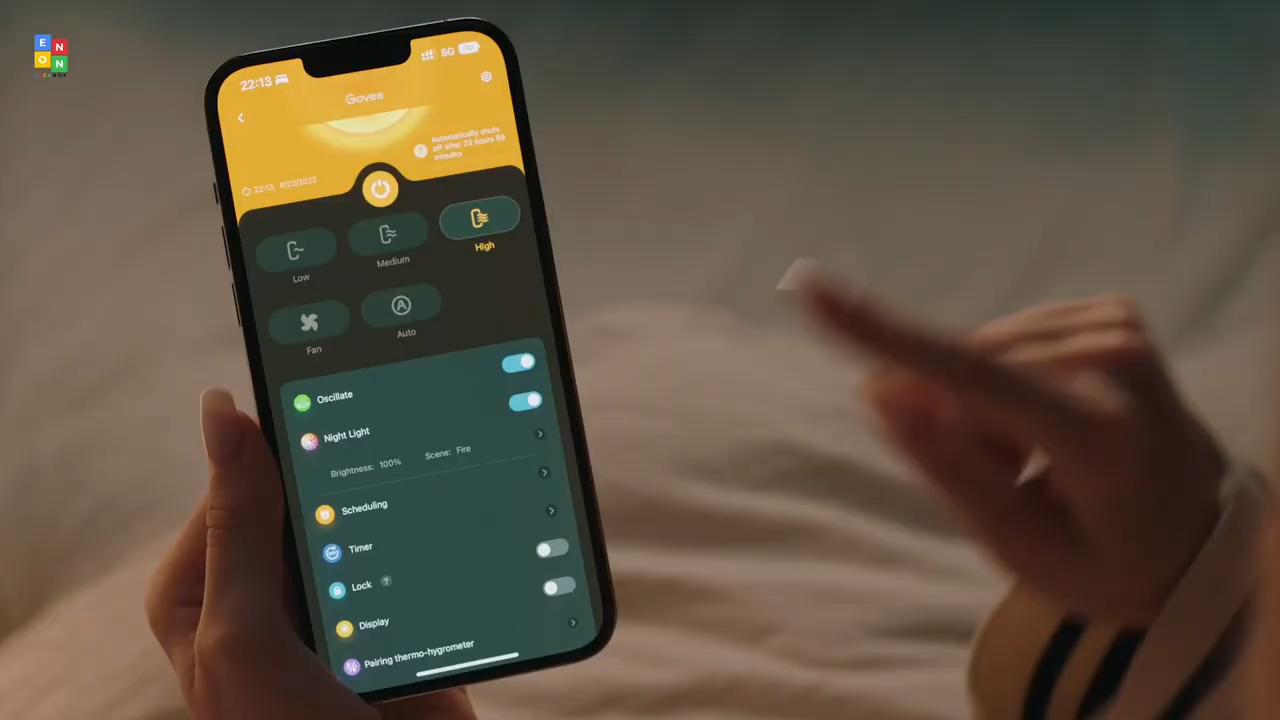 E N
O N
22:13
5G
Govee
Automatically shuts
off after 23 hours 59
minutes
22:13, 8/23/2022
Low
Medium
High
Fan
Auto
Oscillate
Night Light
Brightness: 100%
Scene: Fire
Scheduling
Timer
Lock ?
Display
Pairing thermo-hygrometer